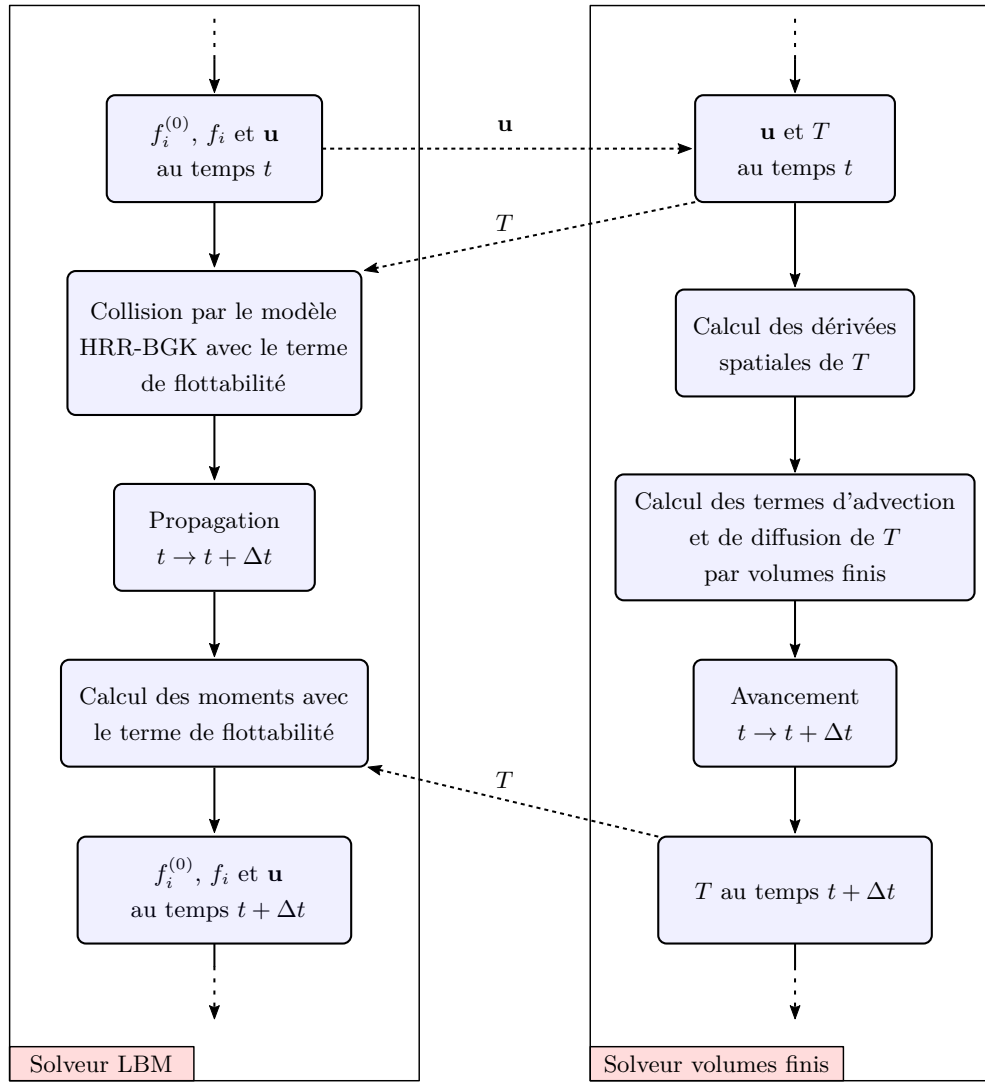 f_i^{(0)}, f_i et u
au temps t
u
u et T
au temps t
T
Collision par le modèle
HRR-BGK avec le terme
de flottabilité
Calcul des dérivées
spatiales de T
Propagation
t → t + Δt
Calcul des termes d'advection
et de diffusion de T
par volumes finis
Calcul des moments avec
le terme de flottabilité
Avancement
t → t + Δt
T
f_i^{(0)}, f_i et u
au temps t + Δt
T au temps t + Δt
Solveur LBM
Solveur volumes finis